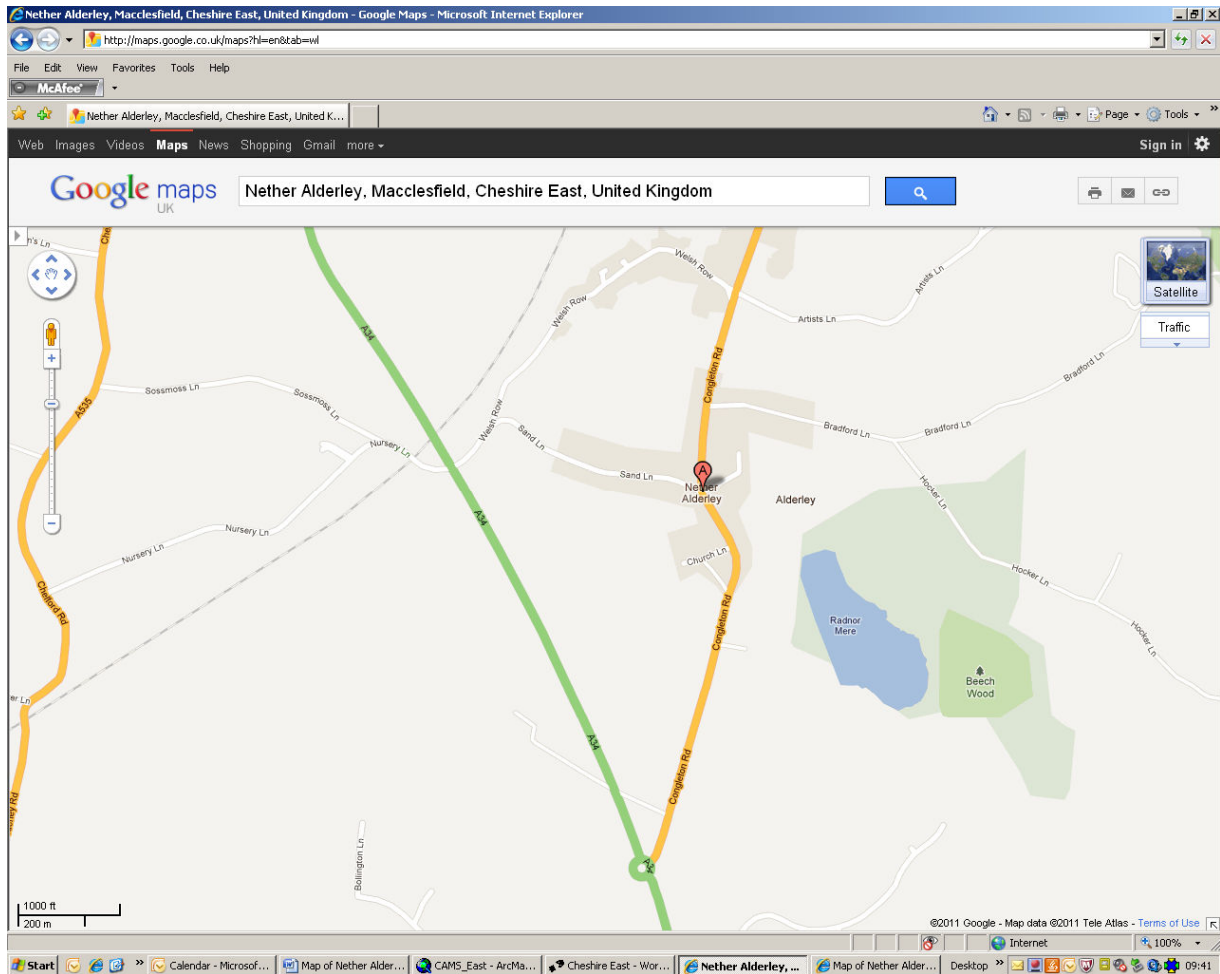 Nether Alderley, Macclesfield, Cheshire East, United Kingdom - Google Maps - Microsoft Internet Explorer
http://maps.google.co.uk/maps?hl=en&tab=wl
File Edit View Favorites Tools Help
McAfee
Nether Alderley, Macclesfield, Cheshire East, United K...
Page Tools »
Web Images Videos Maps News Shopping Gmail more
Sign in
Google maps
UK
Nether Alderley, Macclesfield, Cheshire East, United Kingdom
Satellite
Traffic
Welsh Row
Artists Ln
Welsh Row
Artists Ln
A34
Congleton Rd
Bradford Ln
Sossmoss Ln
Sossmoss Ln
A535
Welsh Row
Sand Ln
Nursery Ln
Bradford Ln
Bradford Ln
Sand Ln
A
Nether
Alderley
Alderley
Hocker Ln
A34
Nursery Ln
Nursery Ln
Church Ln
Hocker Ln
Chelford Rd
Congleton Rd
Radnor
Mere
Hocker Ln
Beech
Wood
A34
Congleton Rd
Bollington Ln
A34
1000 ft
200 m
©2011 Google - Map data ©2011 Tele Atlas - Terms of Use
Internet
100%
Start
»
Calendar - Microsof...
Map of Nether Alder...
CAMS_East - ArcMa...
Cheshire East - Wor...
Nether Alderley, ...
Map of Nether Alder...
Desktop »
09:41